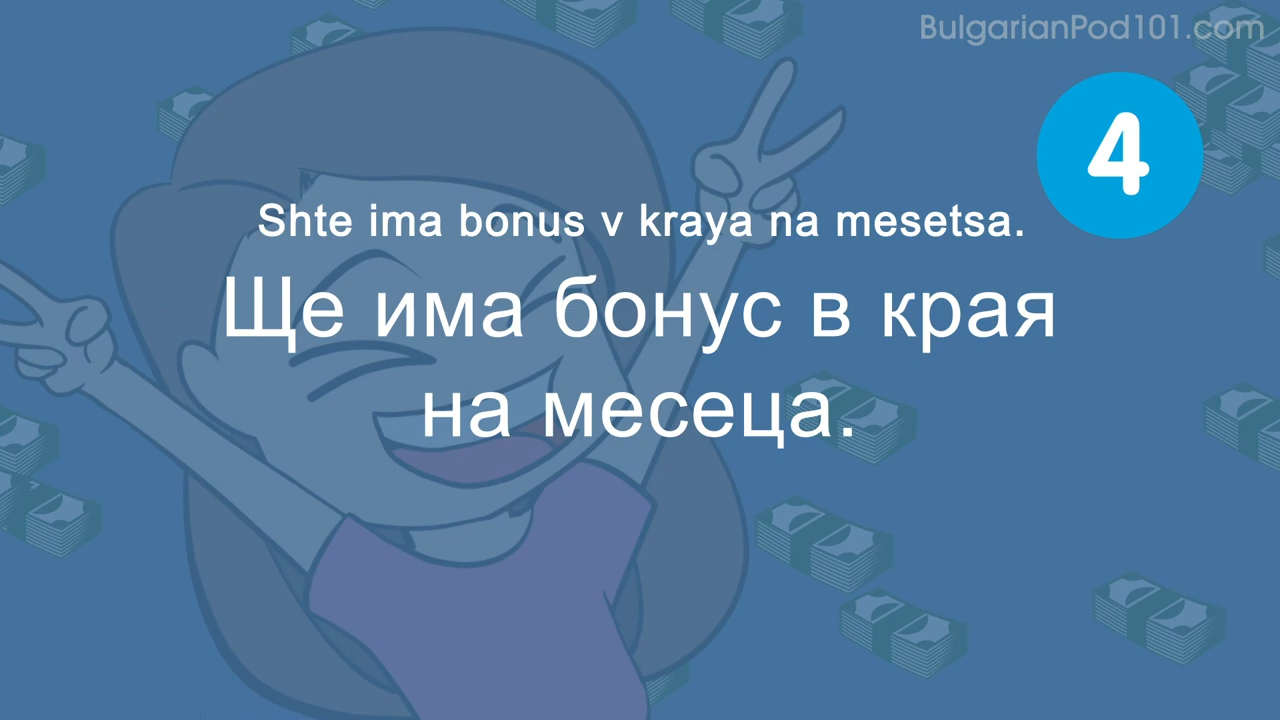 BulgarianPod101.com
4
Shte ima bonus v kraya na mesetsa.
Ще има бонус в края
на месеца.